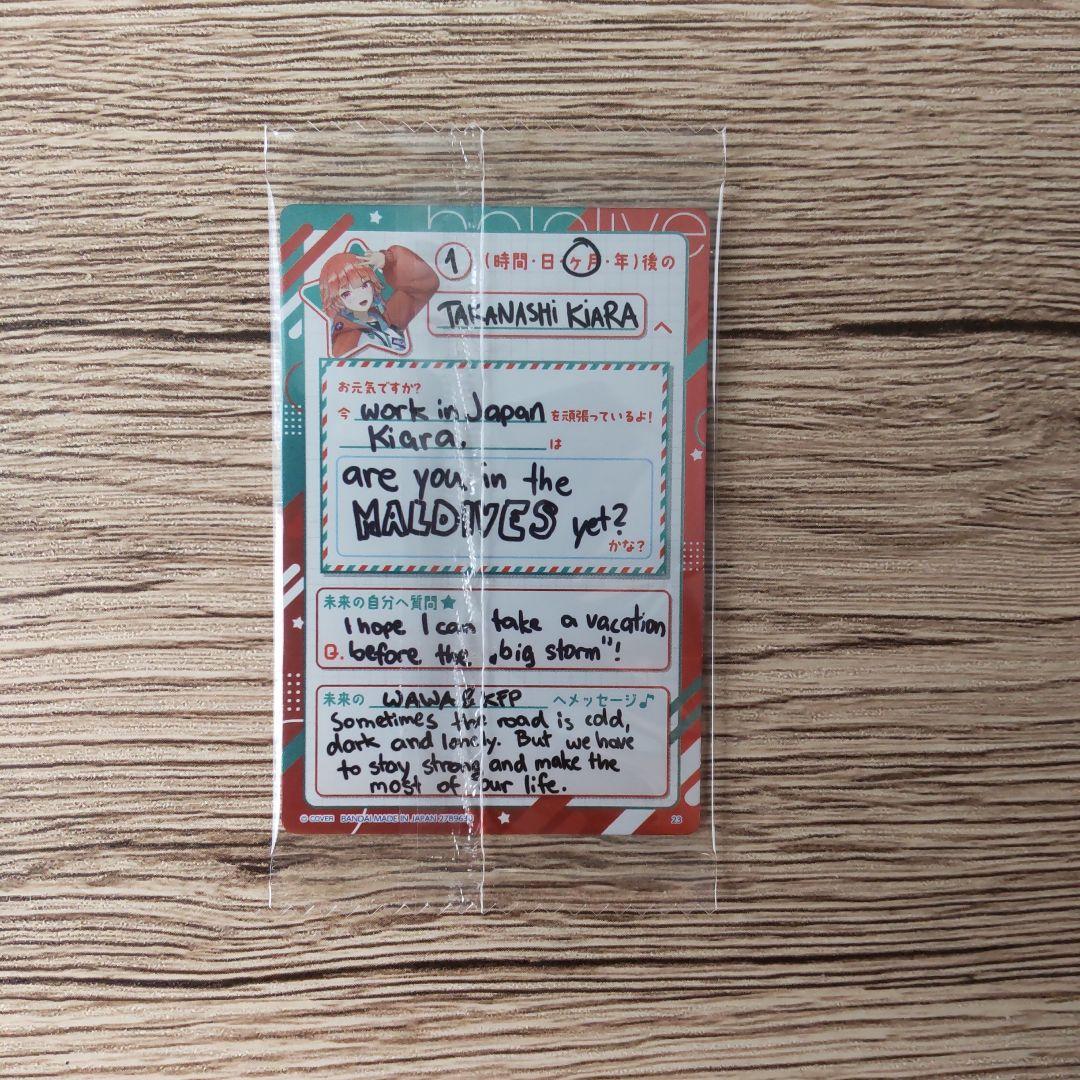 hololive
1 (時間・日・ヶ月・年)後の
TAKANASHI KiARA へ
お元気ですか?
今 work in Japan を頑張っているよ!
Kiara. は
are you in the
MALDIVES yet?
かな?
未来の自分へ質問★
I hope I can take a vacation
Q. before the „big storm"!
未来の WAWA & KFP へメッセージ♪
Sometimes the road is cold,
dark and lonely. But we have
to stay strong and make the
most of our life.
© COVER BANDAI MADE IN JAPAN 2789630 23